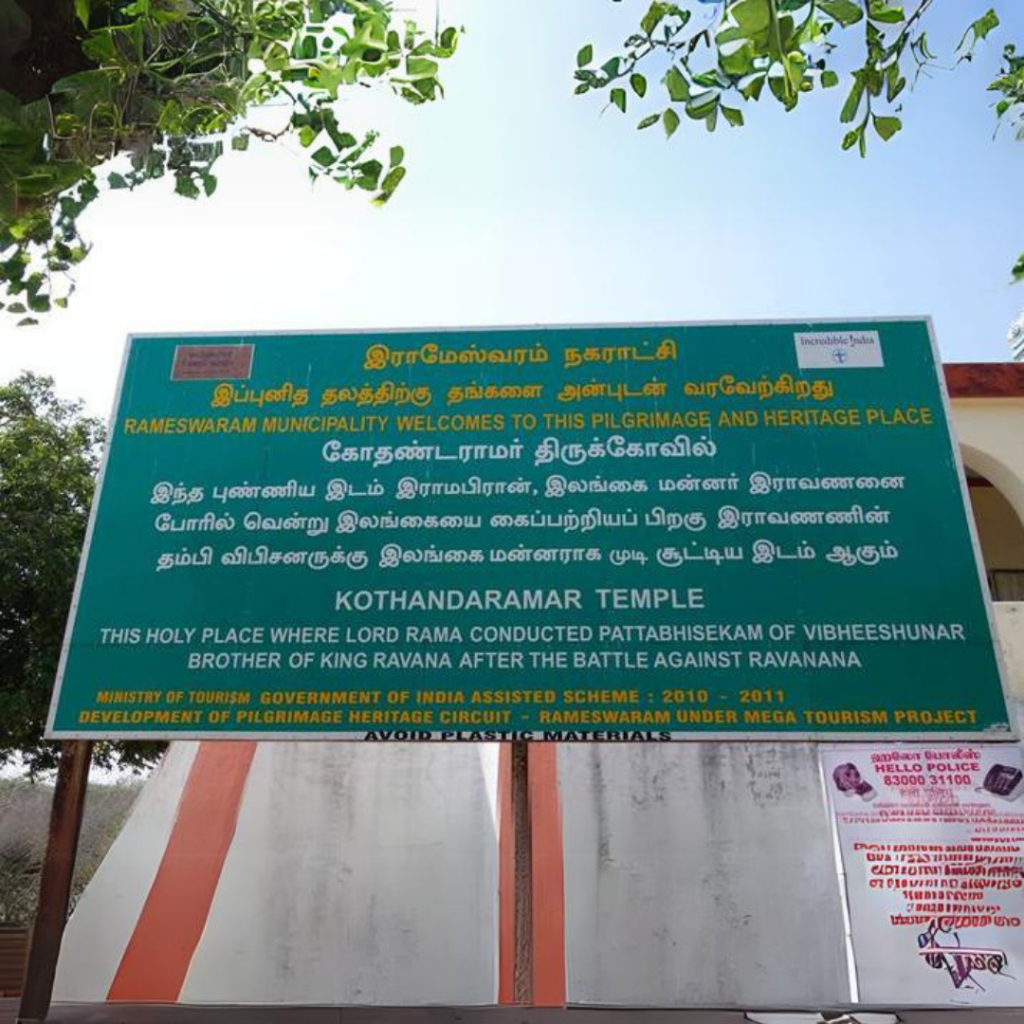 இராமேஸ்வரம் நகராட்சி
Incredible India
இப்புனித தலத்திற்கு தங்களை அன்புடன் வரவேற்கிறது
RAMESWARAM MUNICIPALITY WELCOMES TO THIS PILGRIMAGE AND HERITAGE PLACE
கோதண்டராமர் திருக்கோவில்
இந்த புண்ணிய இடம் இராமபிரான், இலங்கை மன்னர் இராவணனை
போரில் வென்று இலங்கையை கைப்பற்றியப் பிறகு இராவணணின்
தம்பி விபிசனருக்கு இலங்கை மன்னராக முடி சூட்டிய இடம் ஆகும்
KOTHANDARAMAR TEMPLE
THIS HOLY PLACE WHERE LORD RAMA CONDUCTED PATTABHISEKAM OF VIBHEESHUNAR
BROTHER OF KING RAVANA AFTER THE BATTLE AGAINST RAVANANA
MINISTRY OF TOURISM GOVERNMENT OF INDIA ASSISTED SCHEME : 2010 - 2011
DEVELOPMENT OF PILGRIMAGE HERITAGE CIRCUIT - RAMESWARAM UNDER MEGA TOURISM PROJECT
AVOID PLASTIC MATERIALS
ஹலோ போலீஸ்
HELLO POLICE
83000 31100